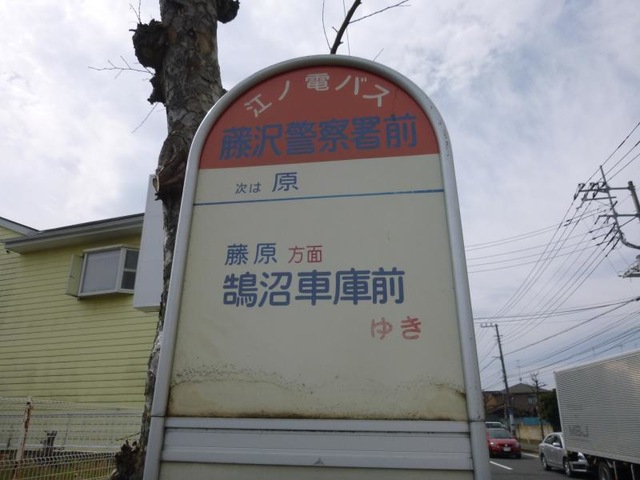 江ノ電バス
藤沢警察署前
次は 原
藤原 方面
鵠沼車庫前
ゆき